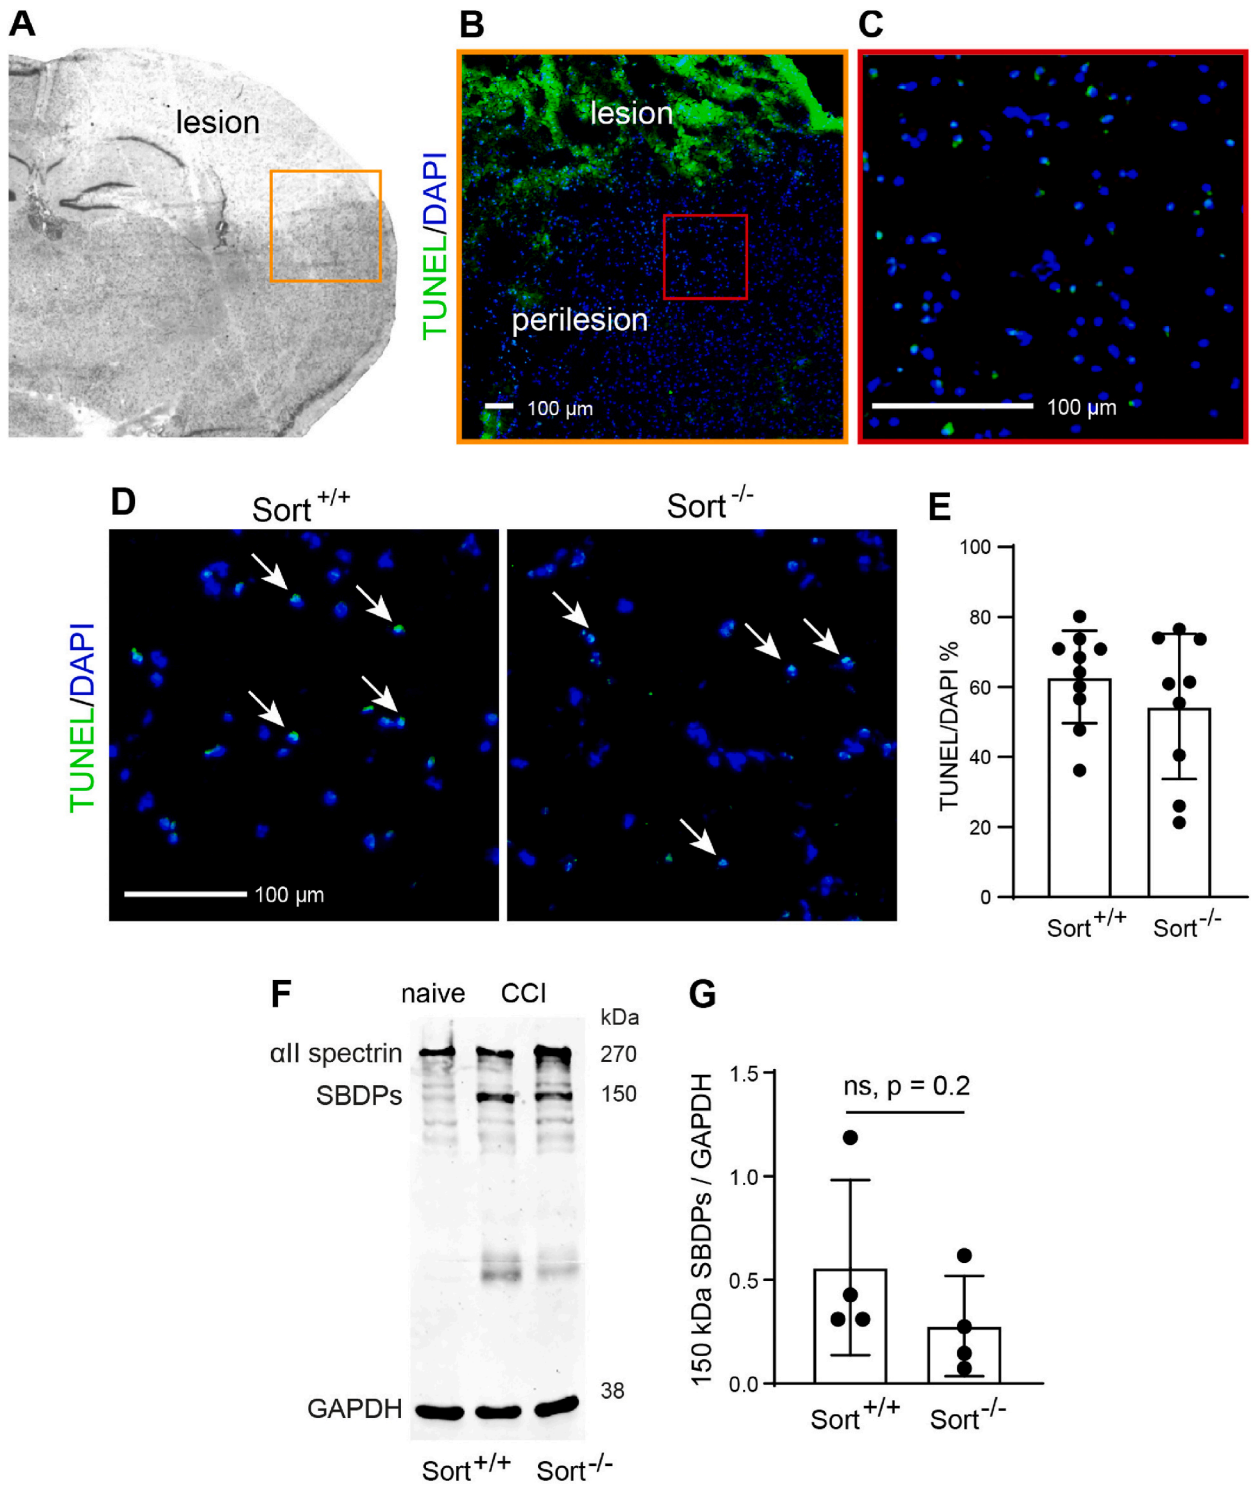 A
lesion
B
TUNEL/DAPI
lesion
perilesion
100 µm
C
100 µm
D
Sort+/+
Sort-/-
TUNEL/DAPI
100 µm
E
TUNEL/DAPI %
100
80
60
40
20
0
Sort+/+
Sort-/-
F
naive
CCI
kDa
αII spectrin
270
SBDPs
150
38
GAPDH
Sort+/+
Sort-/-
G
150 kDa SBDPs / GAPDH
ns, p = 0.2
1.5
1.0
0.5
0.0
Sort+/+
Sort-/-